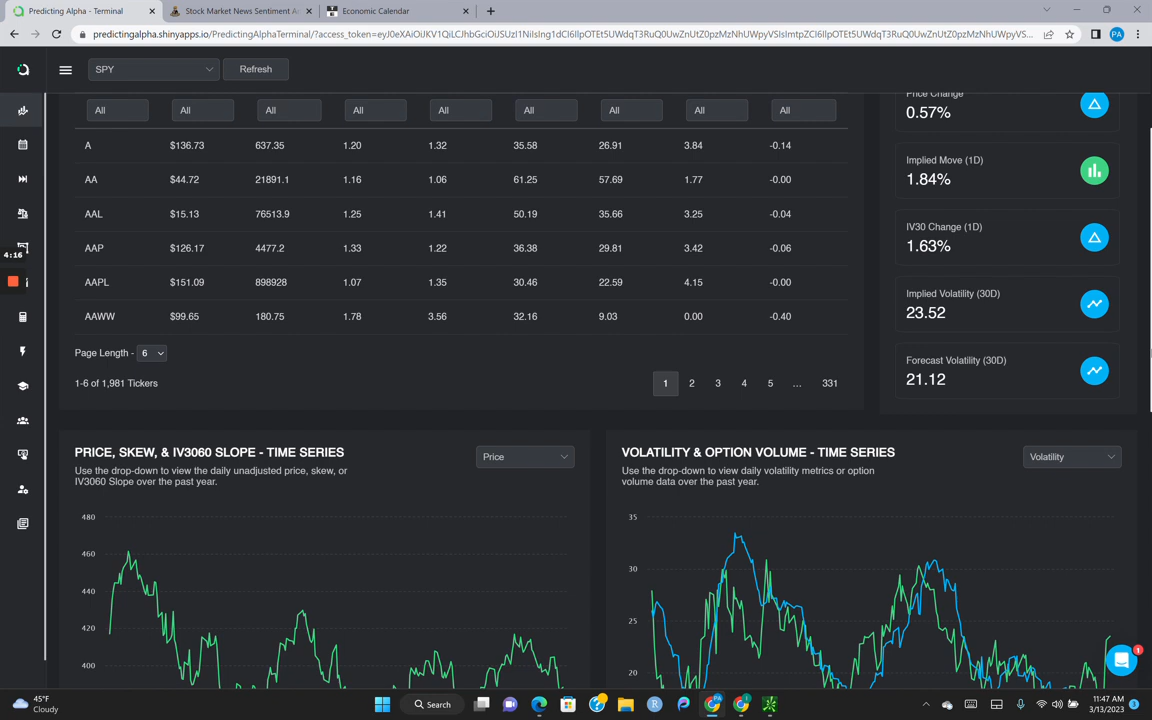 Predicting Alpha - Terminal
Stock Market News Sentiment A
Economic Calendar
predictingalpha.shinyapps.io/PredictingAlphaTerminal/?access_token=
PA
SPY
Refresh
All All All All All All All All All
A $136.73 637.35 1.20 1.32 35.58 26.91 3.84 -0.14
AA $44.72 21891.1 1.16 1.06 61.25 57.69 1.77 -0.00
AAL $15.13 76513.9 1.25 1.41 50.19 35.66 3.25 -0.04
AAP $126.17 4477.2 1.33 1.22 36.38 29.81 3.42 -0.06
AAPL $151.09 898928 1.07 1.35 30.46 22.59 4.15 -0.00
AAWW $99.65 180.75 1.78 3.56 32.16 9.03 0.00 -0.40
Page Length - 6
1-6 of 1,981 Tickers
1 2 3 4 5 ... 331
Price Change
0.57%
Implied Move (1D)
1.84%
IV30 Change (1D)
1.63%
Implied Volatility (30D)
23.52
Forecast Volatility (30D)
21.12
4:16
PRICE, SKEW, & IV3060 SLOPE - TIME SERIES
Price
Use the drop-down to view the daily unadjusted price, skew, or
IV3060 Slope over the past year.
480
460
440
420
400
VOLATILITY & OPTION VOLUME - TIME SERIES
Volatility
Use the drop-down to view daily volatility metrics or option
volume data over the past year.
35
30
25
20
1
45°F
Cloudy
Search
11:47 AM
3/13/2023
3